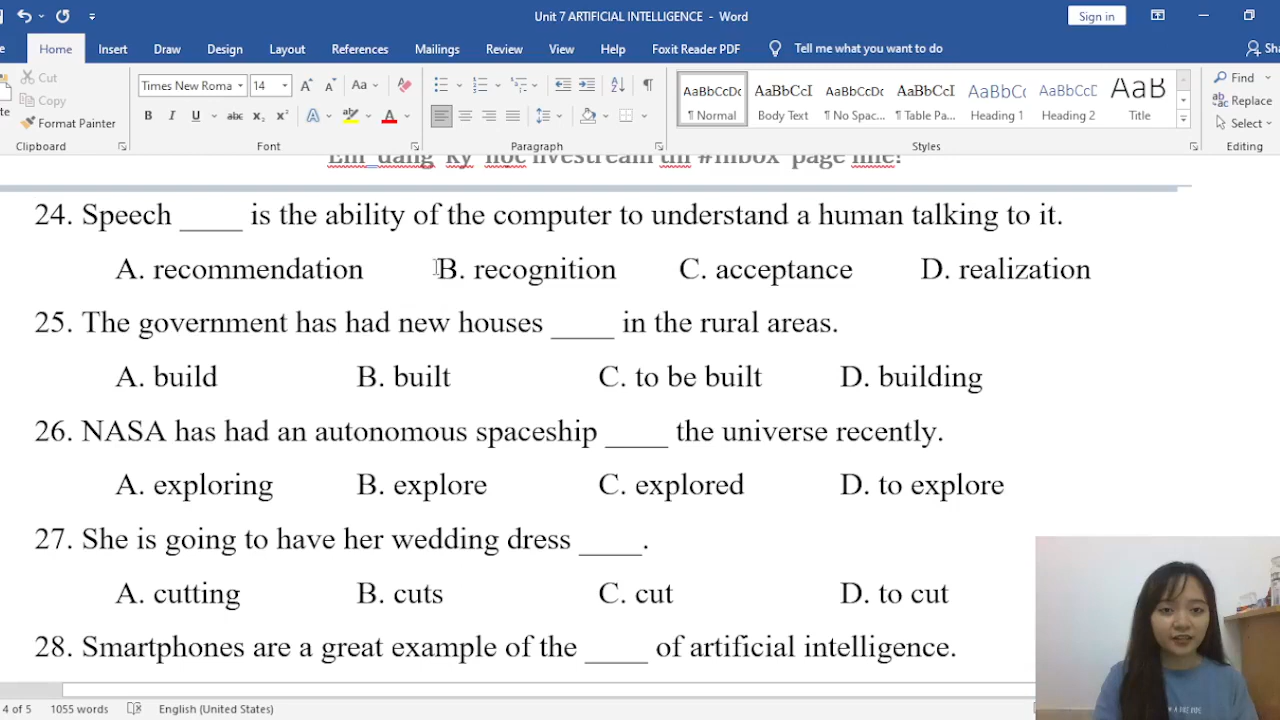 Unit 7 ARTIFICIAL INTELLIGENCE - Word
Sign in
Home Insert Draw Design Layout References Mailings Review View Help Foxit Reader PDF Tell me what you want to do
Cut
Copy
Format Painter
Clipboard
Times New Roma 14
Font
Paragraph
AaBbCcDc AaBbCcI AaBbCcDc AaBbCcI AaBbCc AaBbCcD AaB
¶ Normal Body Text ¶ No Spac... ¶ Table Pa... Heading 1 Heading 2 Title
Styles
Find
Replace
Select
Editing
24. Speech ____ is the ability of the computer to understand a human talking to it.
A. recommendation B. recognition C. acceptance D. realization
25. The government has had new houses ____ in the rural areas.
A. build B. built C. to be built D. building
26. NASA has had an autonomous spaceship ____ the universe recently.
A. exploring B. explore C. explored D. to explore
27. She is going to have her wedding dress ____.
A. cutting B. cuts C. cut D. to cut
28. Smartphones are a great example of the ____ of artificial intelligence.
4 of 5 1055 words English (United States)